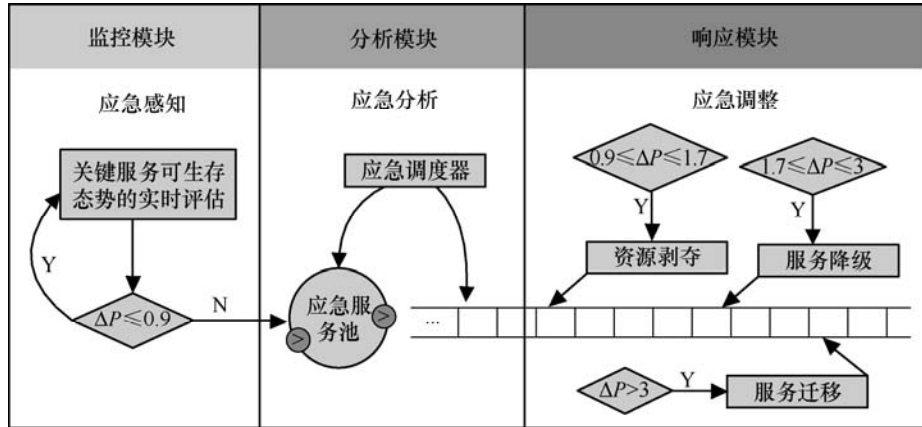 监控模块
分析模块
响应模块
应急感知
应急分析
应急调整
关键服务可生存
态势的实时评估
Y
ΔP≤0.9
N
应急调度器
应急服
务池
>
>
...
0.9≤ΔP≤1.7
Y
资源剥夺
1.7≤ΔP≤3
Y
服务降级
ΔP>3
Y
服务迁移